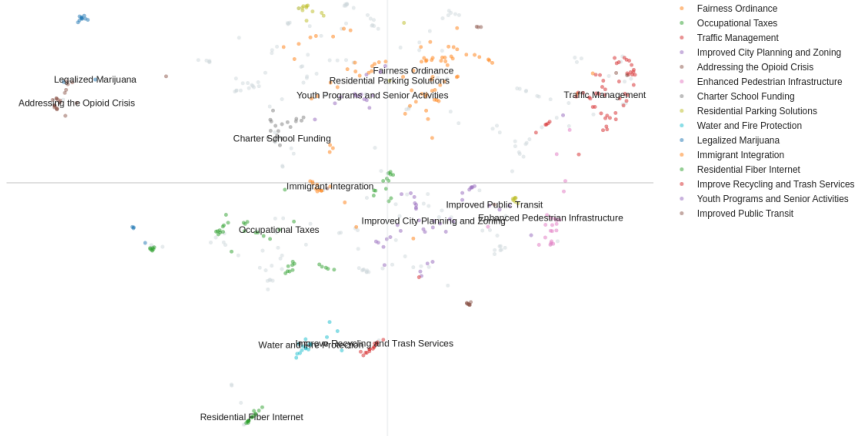 Fairness Ordinance
Residential Parking Solutions
Youth Programs and Senior Activities
Legalized Marijuana
Addressing the Opioid Crisis
Traffic Management
Charter School Funding
Immigrant Integration
Improved Public Transit
Improved City Planning and Zoning
Enhanced Pedestrian Infrastructure
Occupational Taxes
Water and Fire Protection
Improve Recycling and Trash Services
Residential Fiber Internet
Fairness Ordinance
Occupational Taxes
Traffic Management
Improved City Planning and Zoning
Addressing the Opioid Crisis
Enhanced Pedestrian Infrastructure
Charter School Funding
Residential Parking Solutions
Water and Fire Protection
Legalized Marijuana
Immigrant Integration
Residential Fiber Internet
Improve Recycling and Trash Services
Youth Programs and Senior Activities
Improved Public Transit